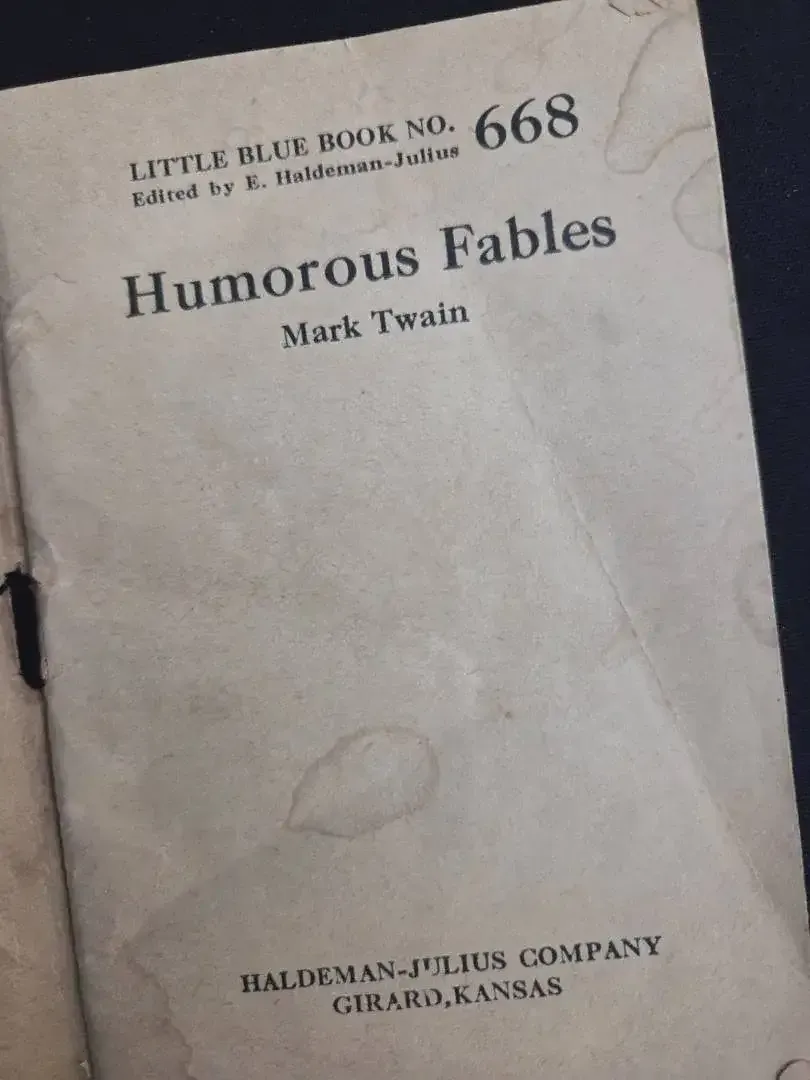 LITTLE BLUE BOOK NO. 668
Edited by E. Haldeman-Julius
Humorous Fables
Mark Twain
HALDEMAN-JULIUS COMPANY
GIRARD, KANSAS